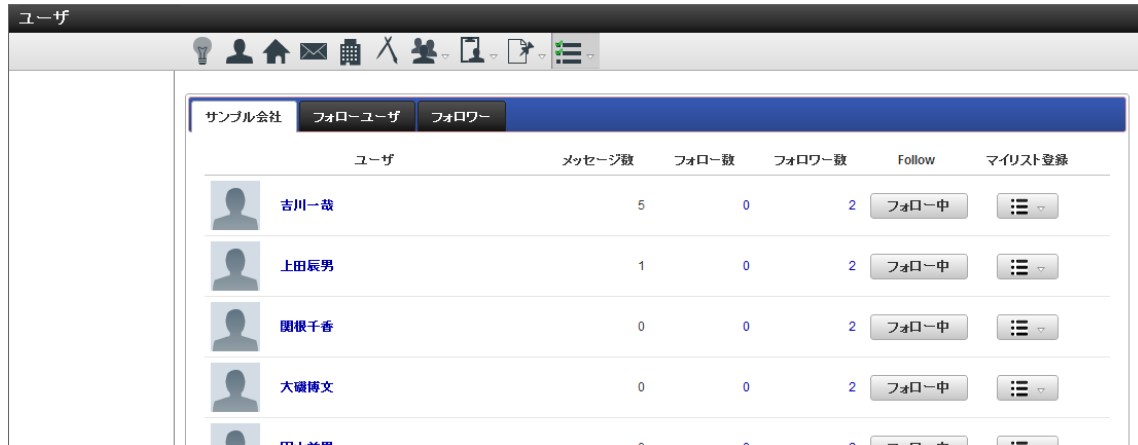 ユーザ
サンプル会社 フォローユーザ フォロワー
ユーザ メッセージ数 フォロー数 フォロワー数 Follow マイリスト登録
吉川一哉 5 0 2 フォロー中
上田辰男 1 0 2 フォロー中
関根千香 0 0 2 フォロー中
大磯博文 0 0 2 フォロー中